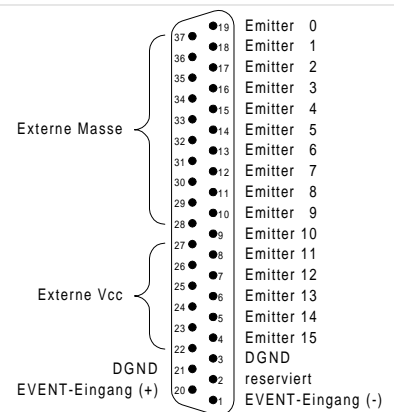 19 Emitter 0
37
18 Emitter 1
36
17 Emitter 2
35
16 Emitter 3
34
15 Emitter 4
33
Externe Masse
14 Emitter 5
32
13 Emitter 6
31
12 Emitter 7
30
11 Emitter 8
29
10 Emitter 9
28
9 Emitter 10
27
8 Emitter 11
26
7 Emitter 12
25
Externe Vcc
6 Emitter 13
24
5 Emitter 14
23
4 Emitter 15
22
3 DGND
DGND 21
2 reserviert
EVENT-Eingang (+) 20
1 EVENT-Eingang (-)